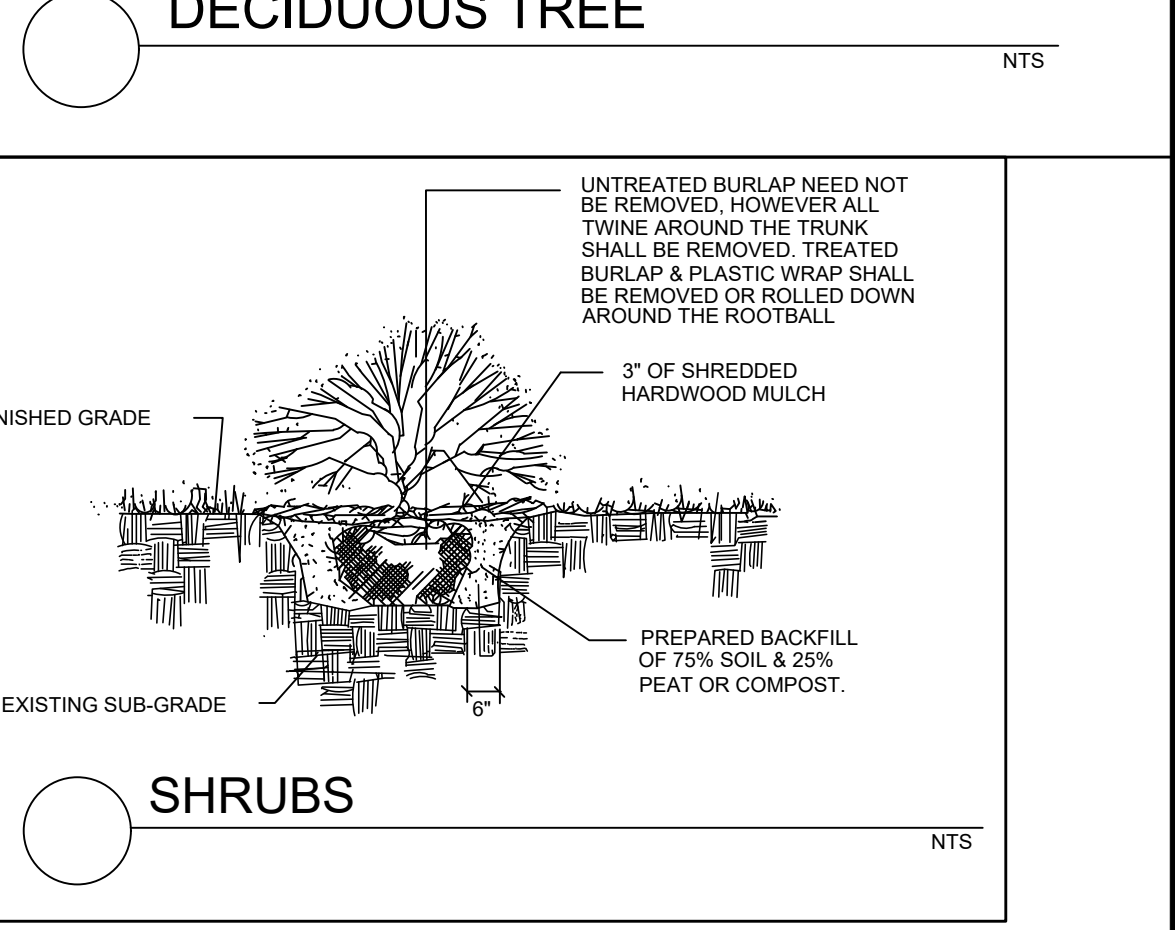 DECIDUOUS TREE
NTS
UNTREATED BURLAP NEED NOT
BE REMOVED, HOWEVER ALL
TWINE AROUND THE TRUNK
SHALL BE REMOVED. TREATED
BURLAP & PLASTIC WRAP SHALL
BE REMOVED OR ROLLED DOWN
AROUND THE ROOTBALL
3" OF SHREDDED
HARDWOOD MULCH
NISHED GRADE
PREPARED BACKFILL
OF 75% SOIL & 25%
PEAT OR COMPOST.
EXISTING SUB-GRADE
6"
SHRUBS
NTS